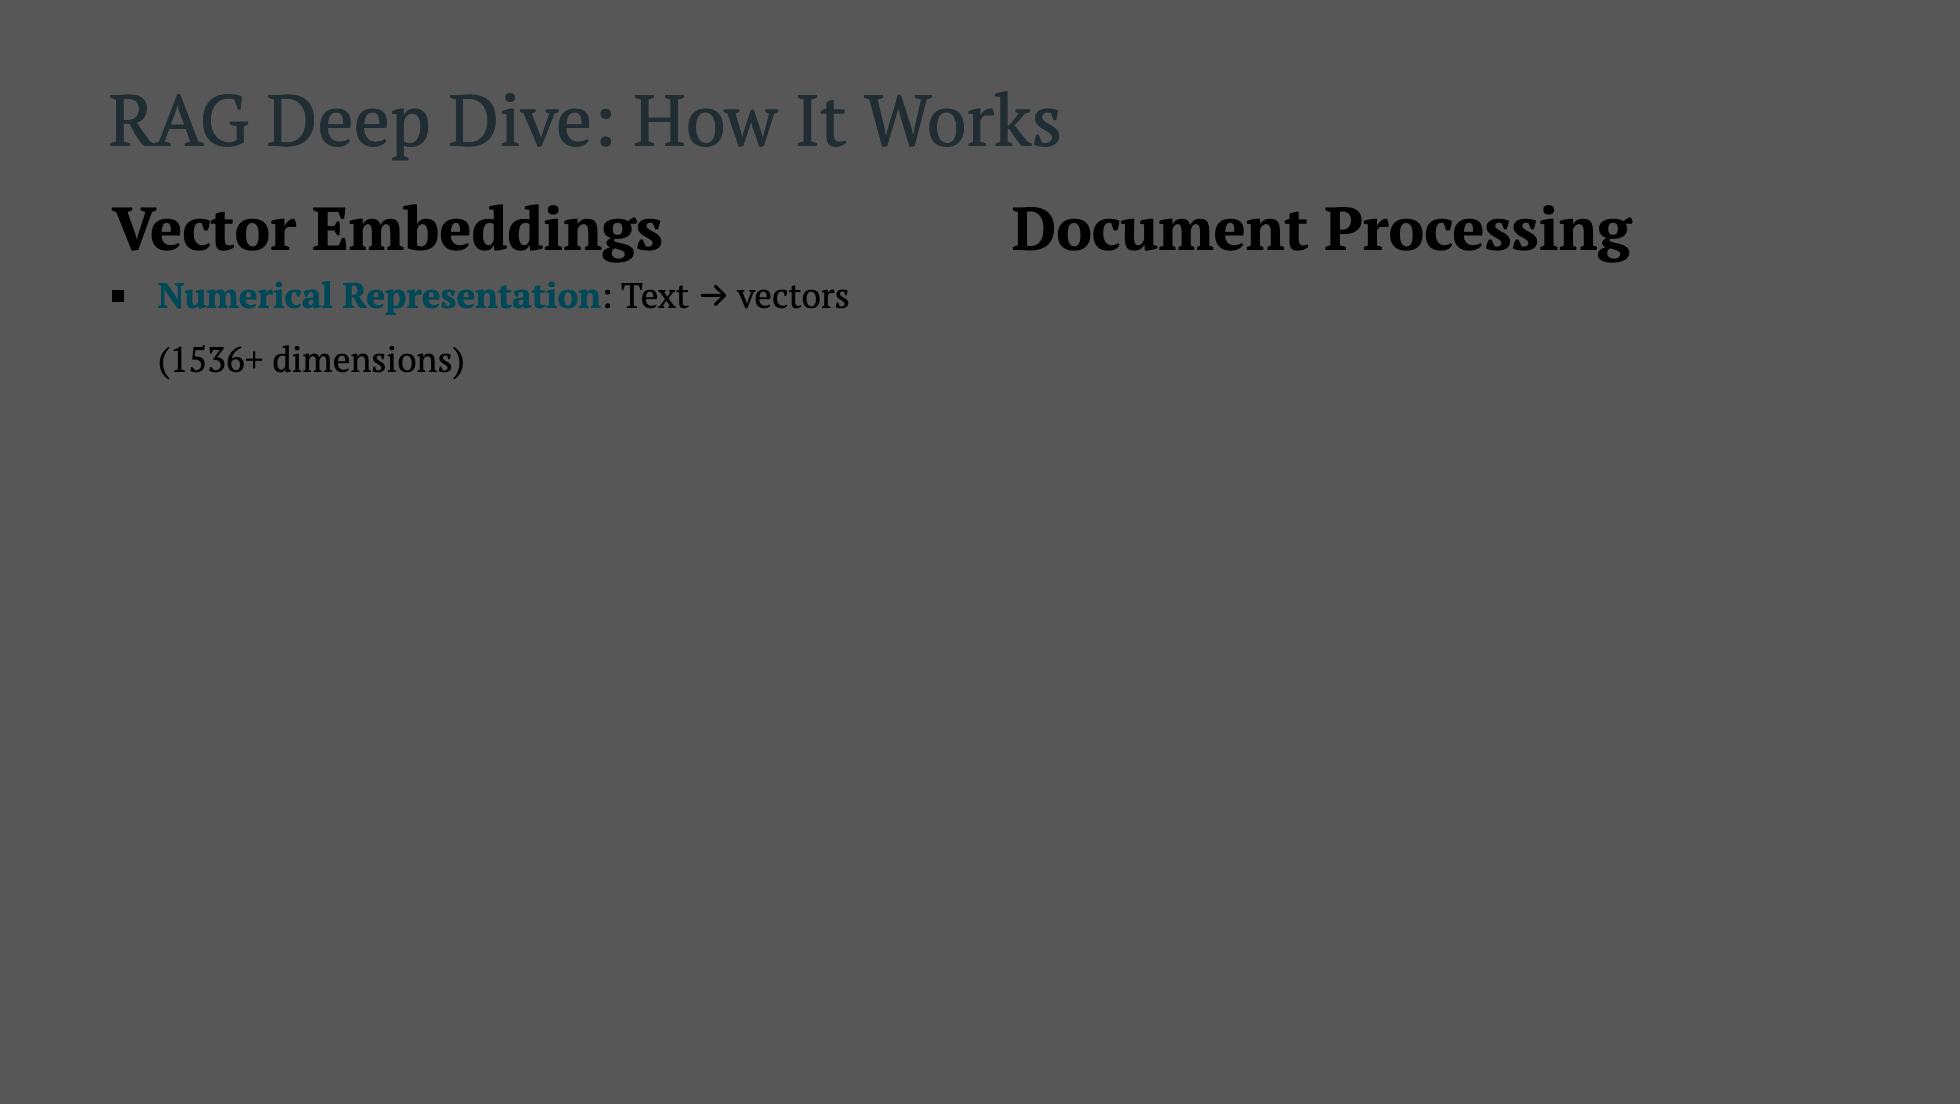 RAG Deep Dive: How It Works
Vector Embeddings
▪ Numerical Representation: Text → vectors
(1536+ dimensions)
Document Processing